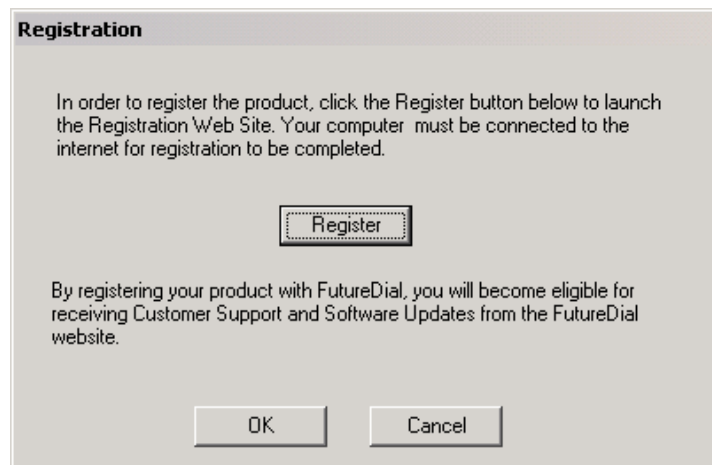 Registration
In order to register the product, click the Register button below to launch
the Registration Web Site. Your computer  must be connected to the
internet for registration to be completed.
Register
By registering your product with FutureDial, you will become eligible for
receiving Customer Support and Software Updates from the FutureDial
website.
OK
Cancel